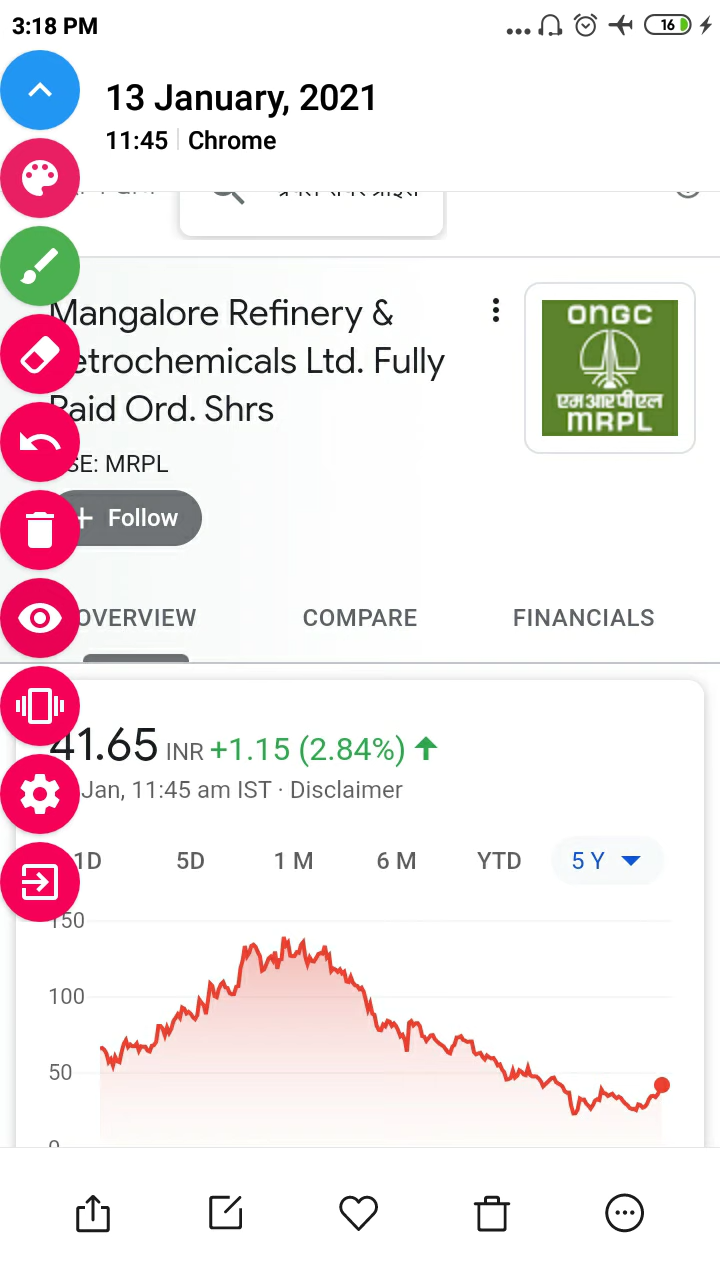 3:18 PM
16
13 January, 2021
11:45 | Chrome
Mangalore Refinery &
etrochemicals Ltd. Fully
Paid Ord. Shrs
SE: MRPL
+ Follow
ONGC
एमआरपीएल
MRPL
OVERVIEW COMPARE FINANCIALS
41.65 INR +1.15 (2.84%)
Jan, 11:45 am IST · Disclaimer
1D 5D 1 M 6 M YTD 5 Y
150
100
50
0